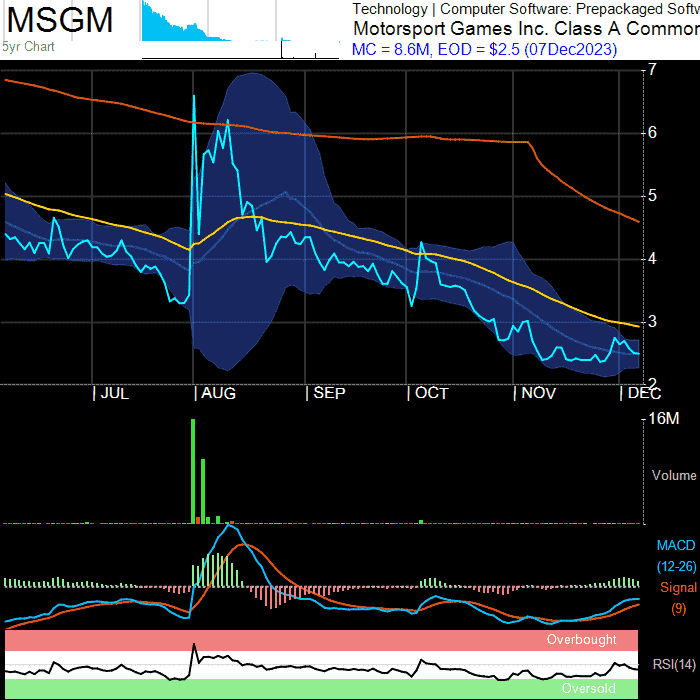 MSGM
5yr Chart
Technology | Computer Software: Prepackaged Softw
Motorsport Games Inc. Class A Common
MC = 8.6M, EOD = $2.5 (07Dec2023)
7
6
5
4
3
2
JUL
AUG
SEP
OCT
NOV
DEC
16M
Volume
MACD
(12-26)
Signal
(9)
Overbought
RSI(14)
Oversold